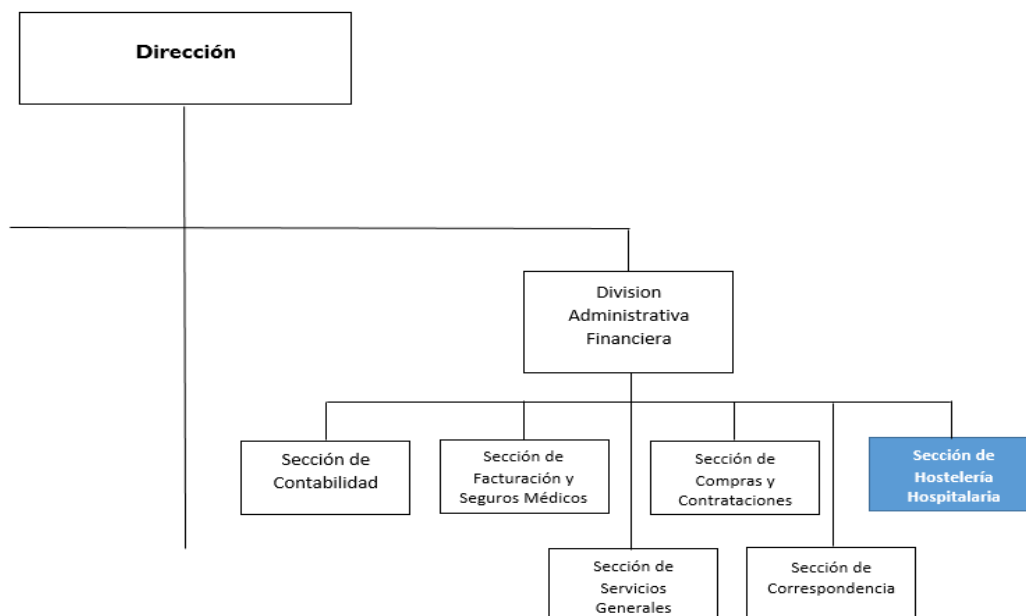 Dirección
Division
Administrativa
Financiera
Sección de
Contabilidad
Sección de
Facturación y
Seguros Médicos
Sección de
Compras y
Contrataciones
Sección de
Hostelería
Hospitalaria
Sección de
Servicios
Generales
Sección de
Correspondencia